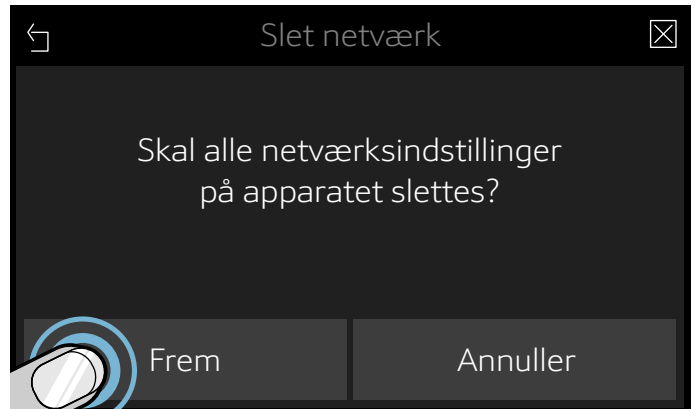 Slet netværk
Skal alle netværksindstillinger
på apparatet slettes?
Frem
Annuller